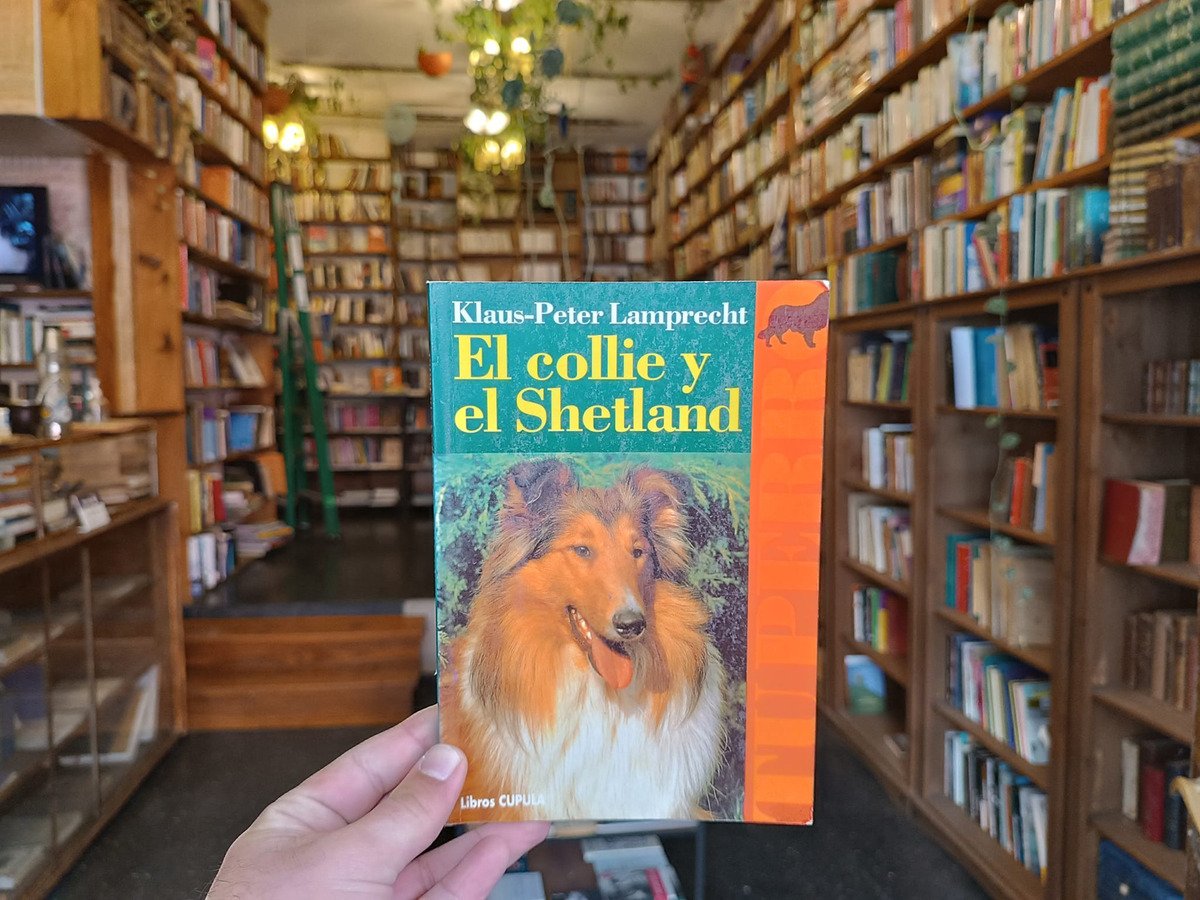 Klaus-Peter Lamprecht
El collie y
el Shetland
Libros CUPULA